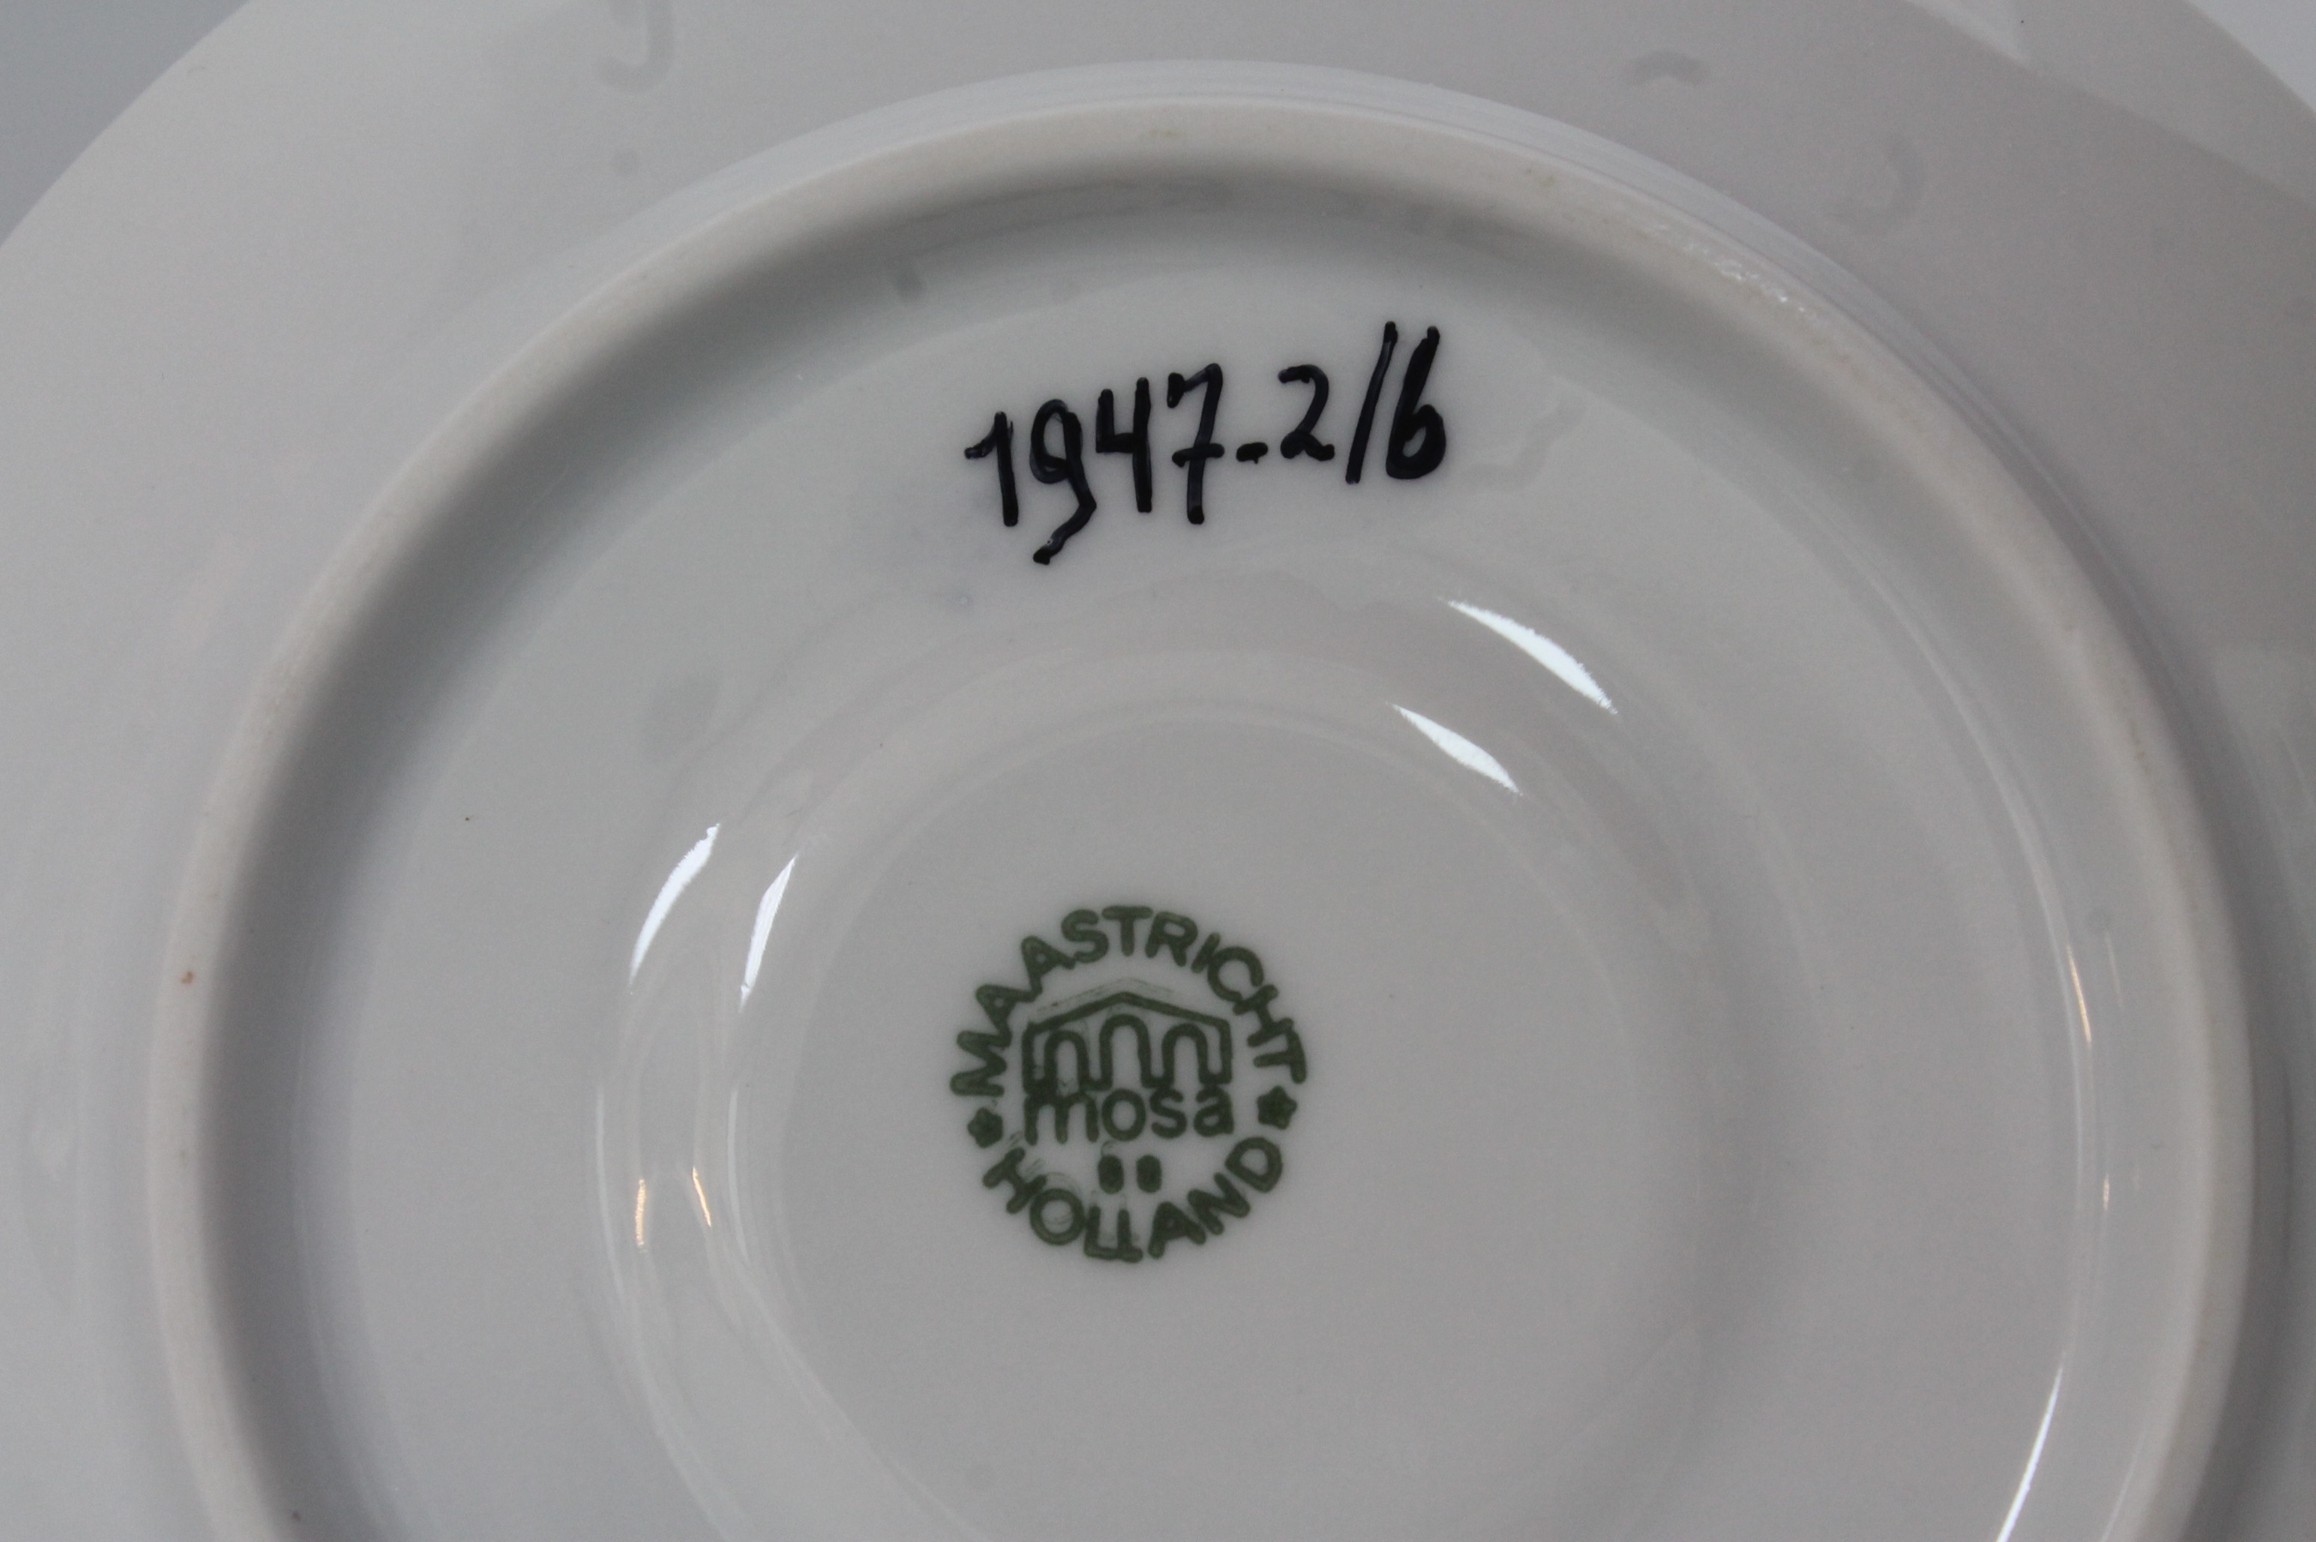 1947-2/6
MAASTRICHT
mosa
HOLLAND